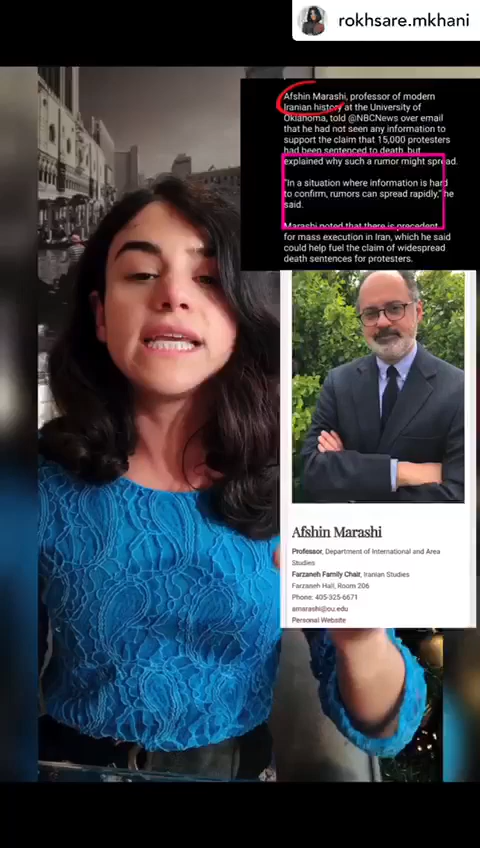 rokhsare.mkhani
Afshin Marashi, professor of modern
Iranian history at the University of
Oklahoma, told @NBCNews over email
that he had not seen any information to
support the claim that 15,000 protesters
had been sentenced to death, but
explained why such a rumor might spread.
"In a situation where information is hard
to confirm, rumors can spread rapidly," he
said.
Marashi noted that there is precedent
for mass execution in Iran, which he said
could help fuel the claim of widespread
death sentences for protesters.
Afshin Marashi
Professor, Department of International and Area
Studies
Farzaneh Family Chair, Iranian Studies
Farzaneh Hall, Room 206
Phone: 405-325-6671
amarashi@ou.edu
Personal Website